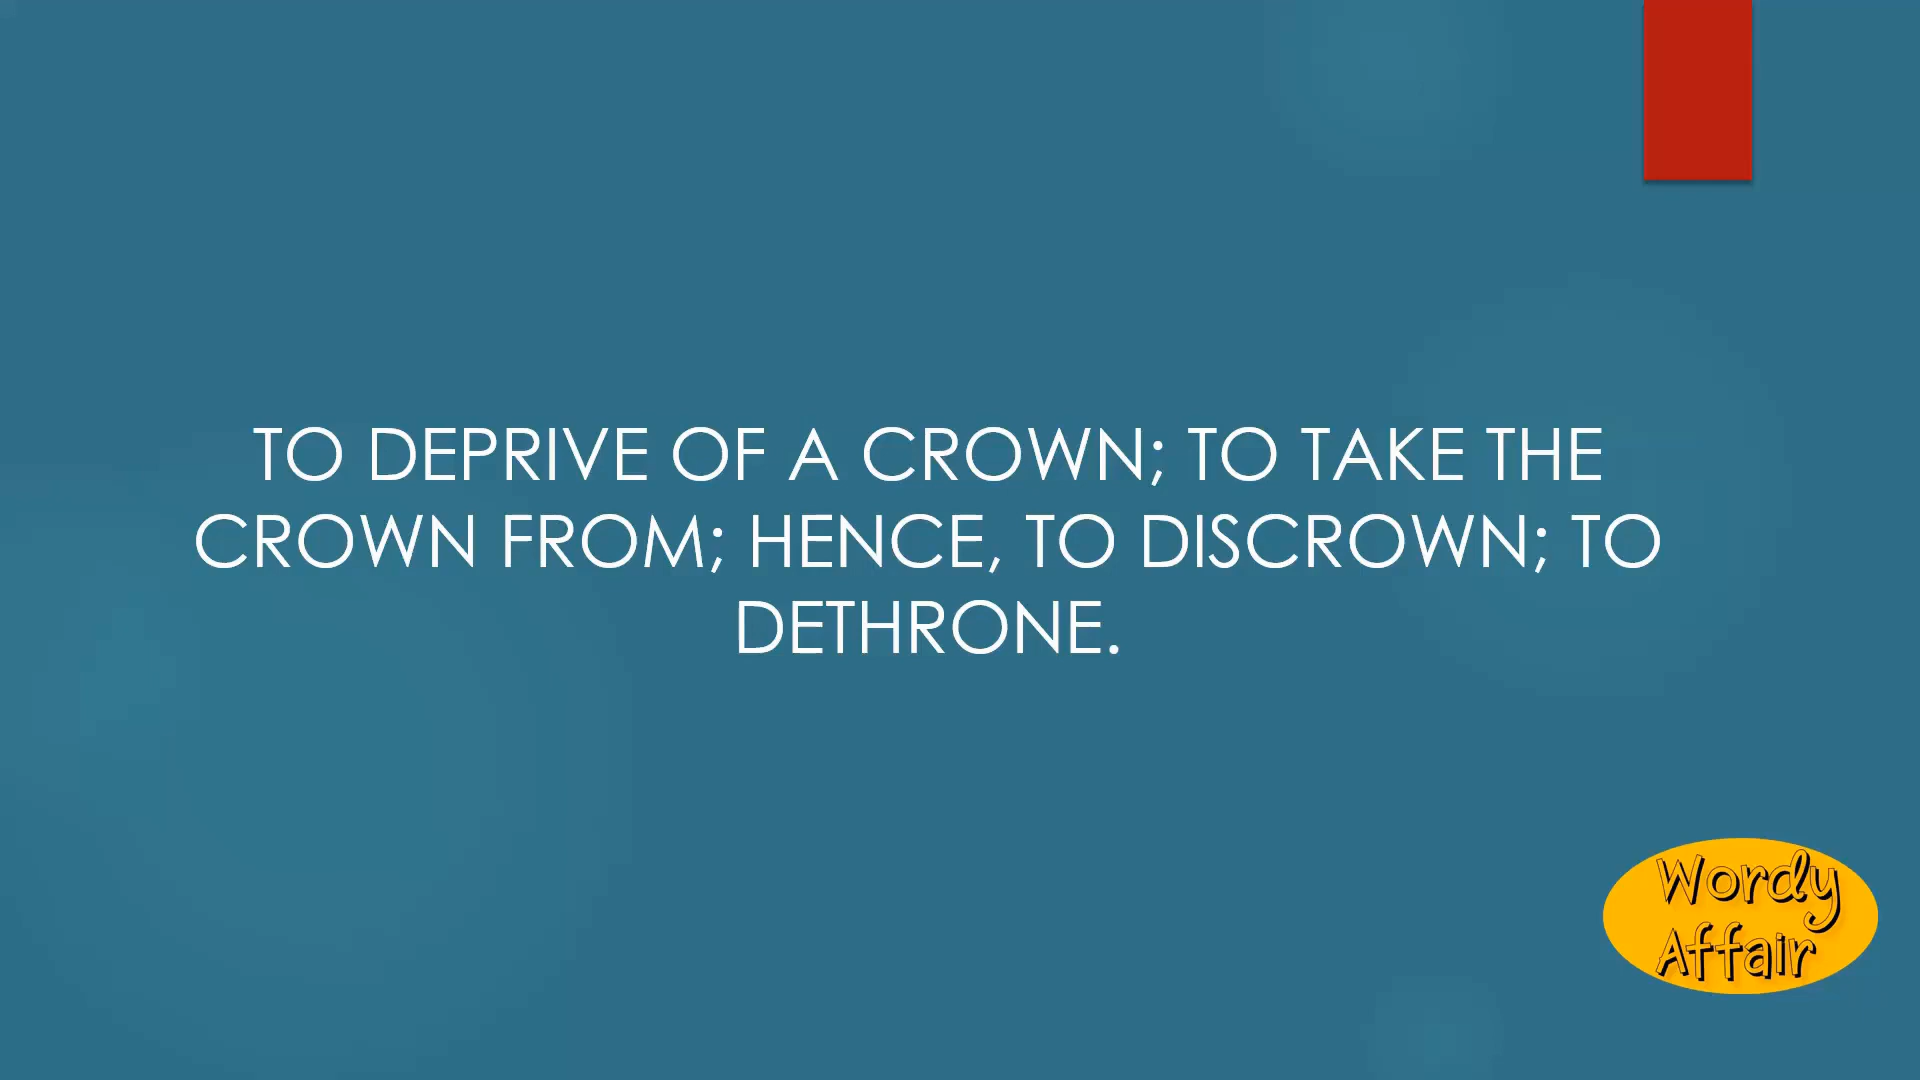 TO DEPRIVE OF A CROWN; TO TAKE THE
CROWN FROM; HENCE, TO DISCROWN; TO
DETHRONE.
Wordy
Affair